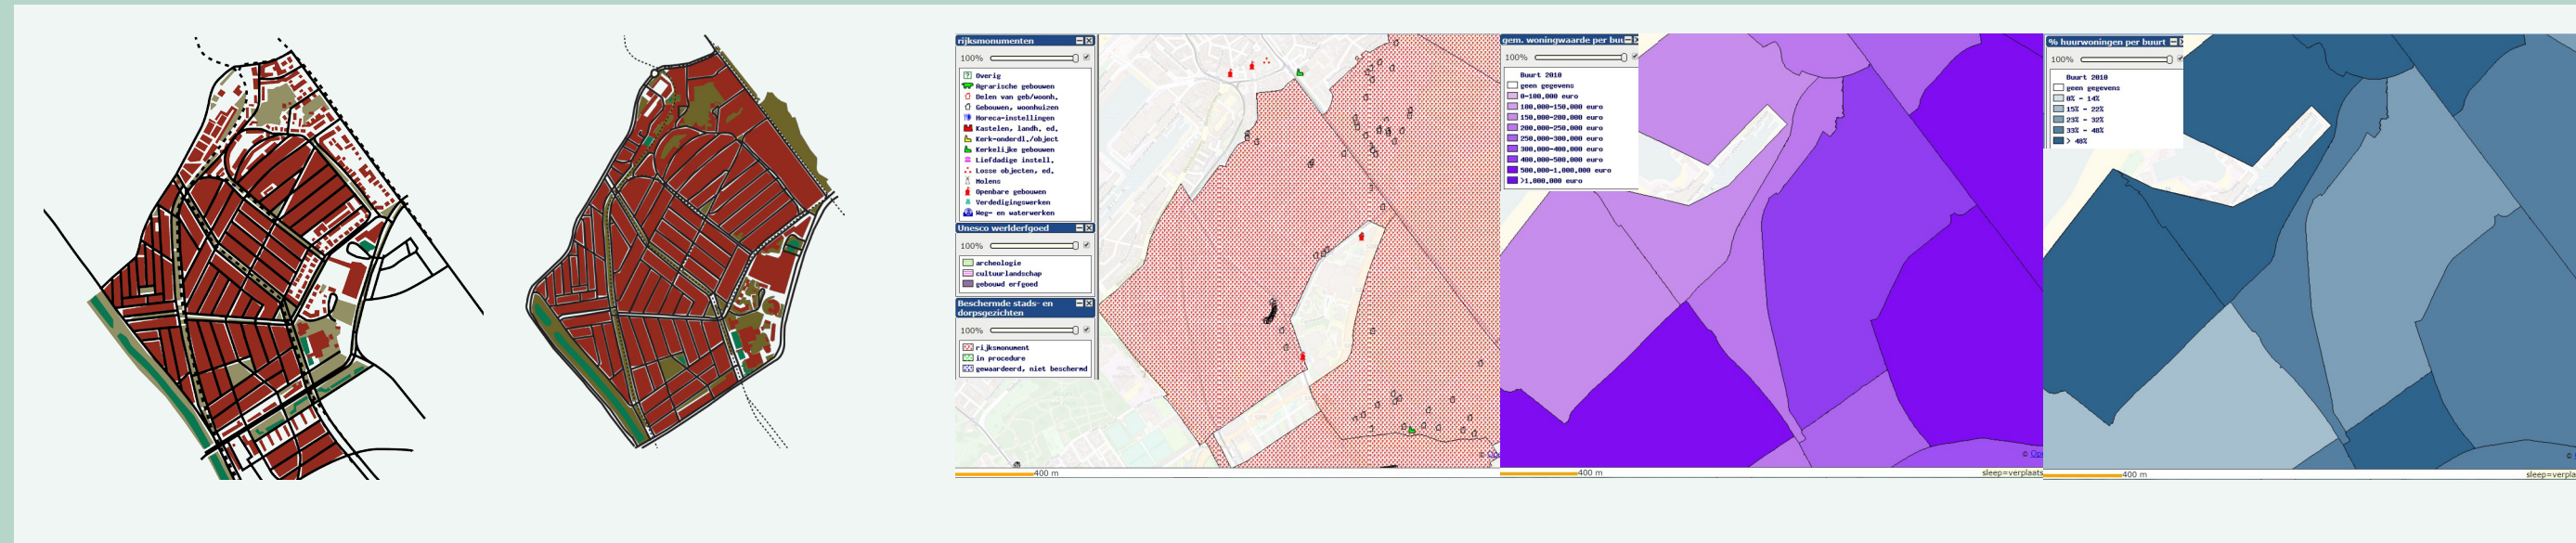 rijksmonumenten
100%
Overig
Agrarische gebouwen
Delen van geb/woonh.
Gebouwen, woonhuizen
Horeca-instellingen
Kastelen, landh. ed.
Kerk-onderdl./object
Kerkelijke gebouwen
Liefdadige instell.
Losse objecten, ed.
Molens
Openbare gebouwen
Verdedigingswerken
Weg- en waterwerken
Unesco werlderfgoed
100%
archeologie
cultuurlandschap
gebouwd erfgoed
Beschermde stads- en
dorpsgezichten
100%
rijksmonument
in procedure
gewaardeerd, niet beschermd
400 m
gem. woningwaarde per buu
100%
Buurt 2010
geen gegevens
0-100.000 euro
100.000-150.000 euro
150.000-200.000 euro
200.000-250.000 euro
250.000-300.000 euro
300.000-400.000 euro
400.000-500.000 euro
500.000-1.000.000 euro
>1.000.000 euro
© Ope
400 m
sleep=verplaats
% huurwoningen per buurt
100%
Buurt 2010
geen gegevens
0% - 14%
15% - 22%
23% - 32%
33% - 48%
> 48%
400 m
sleep=verpla